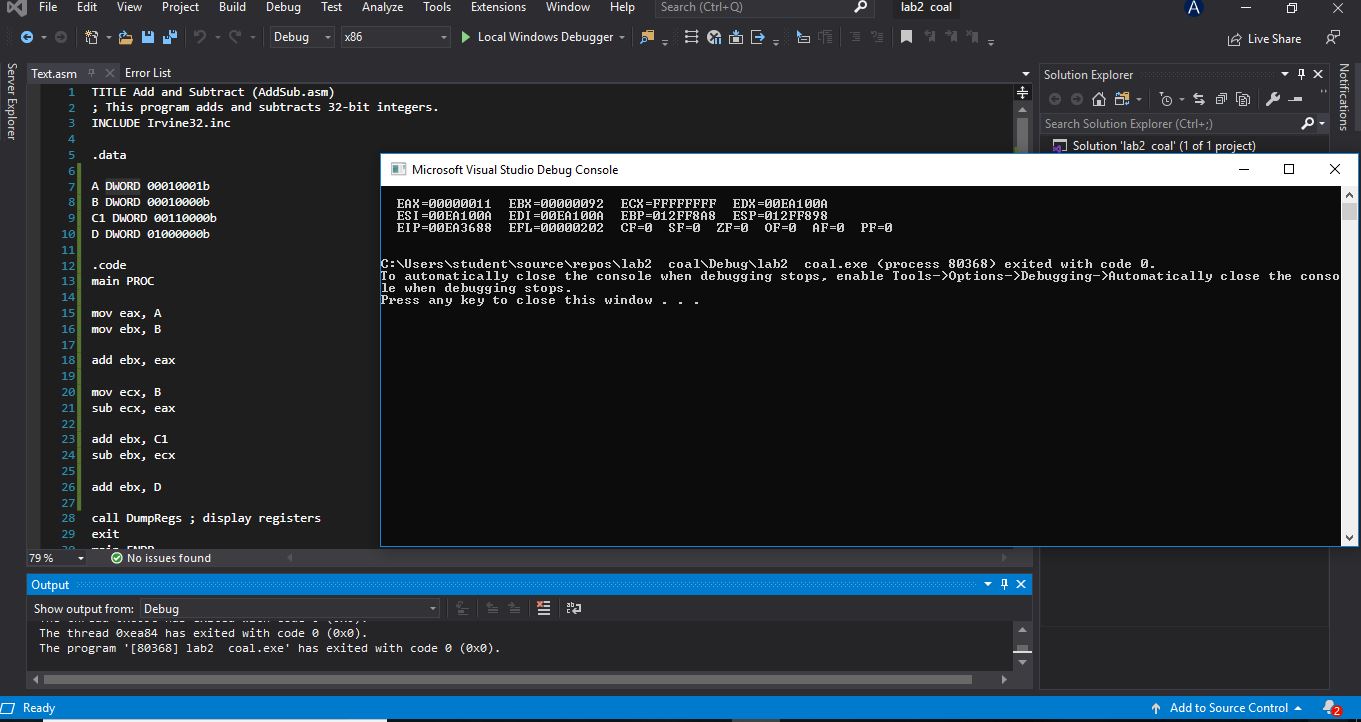 File Edit View Project Build Debug Test Analyze Tools Extensions Window Help Search (Ctrl+Q) lab2 coal A
Debug x86 Local Windows Debugger Live Share
Server Explorer
Text.asm Error List
1 TITLE Add and Subtract (AddSub.asm)
2 ; This program adds and subtracts 32-bit integers.
3 INCLUDE Irvine32.inc
4
5 .data
6
7 A DWORD 00010001b
8 B DWORD 00010000b
9 C1 DWORD 00110000b
10 D DWORD 01000000b
11
12 .code
13 main PROC
14
15 mov eax, A
16 mov ebx, B
17
18 add ebx, eax
19
20 mov ecx, B
21 sub ecx, eax
22
23 add ebx, C1
24 sub ebx, ecx
25
26 add ebx, D
27
28 call DumpRegs ; display registers
29 exit
30 main ENDP
79 % No issues found
Solution Explorer
Search Solution Explorer (Ctrl+;)
Solution 'lab2 coal' (1 of 1 project)
Notifications
Microsoft Visual Studio Debug Console
EAX=00000011 EBX=00000092 ECX=FFFFFFFF EDX=00EA100A
ESI=00EA100A EDI=00EA100A EBP=012FF8A8 ESP=012FF898
EIP=00EA3688 EFL=00000202 CF=0 SF=0 ZF=0 OF=0 AF=0 PF=0
C:\Users\student\source\repos\lab2 coal\Debug\lab2 coal.exe (process 80368) exited with code 0.
To automatically close the console when debugging stops, enable Tools->Options->Debugging->Automatically close the conso
le when debugging stops.
Press any key to close this window . . .
Output
Show output from: Debug
The thread 0xea84 has exited with code 0 (0x0).
The program '[80368] lab2 coal.exe' has exited with code 0 (0x0).
Ready Add to Source Control 2